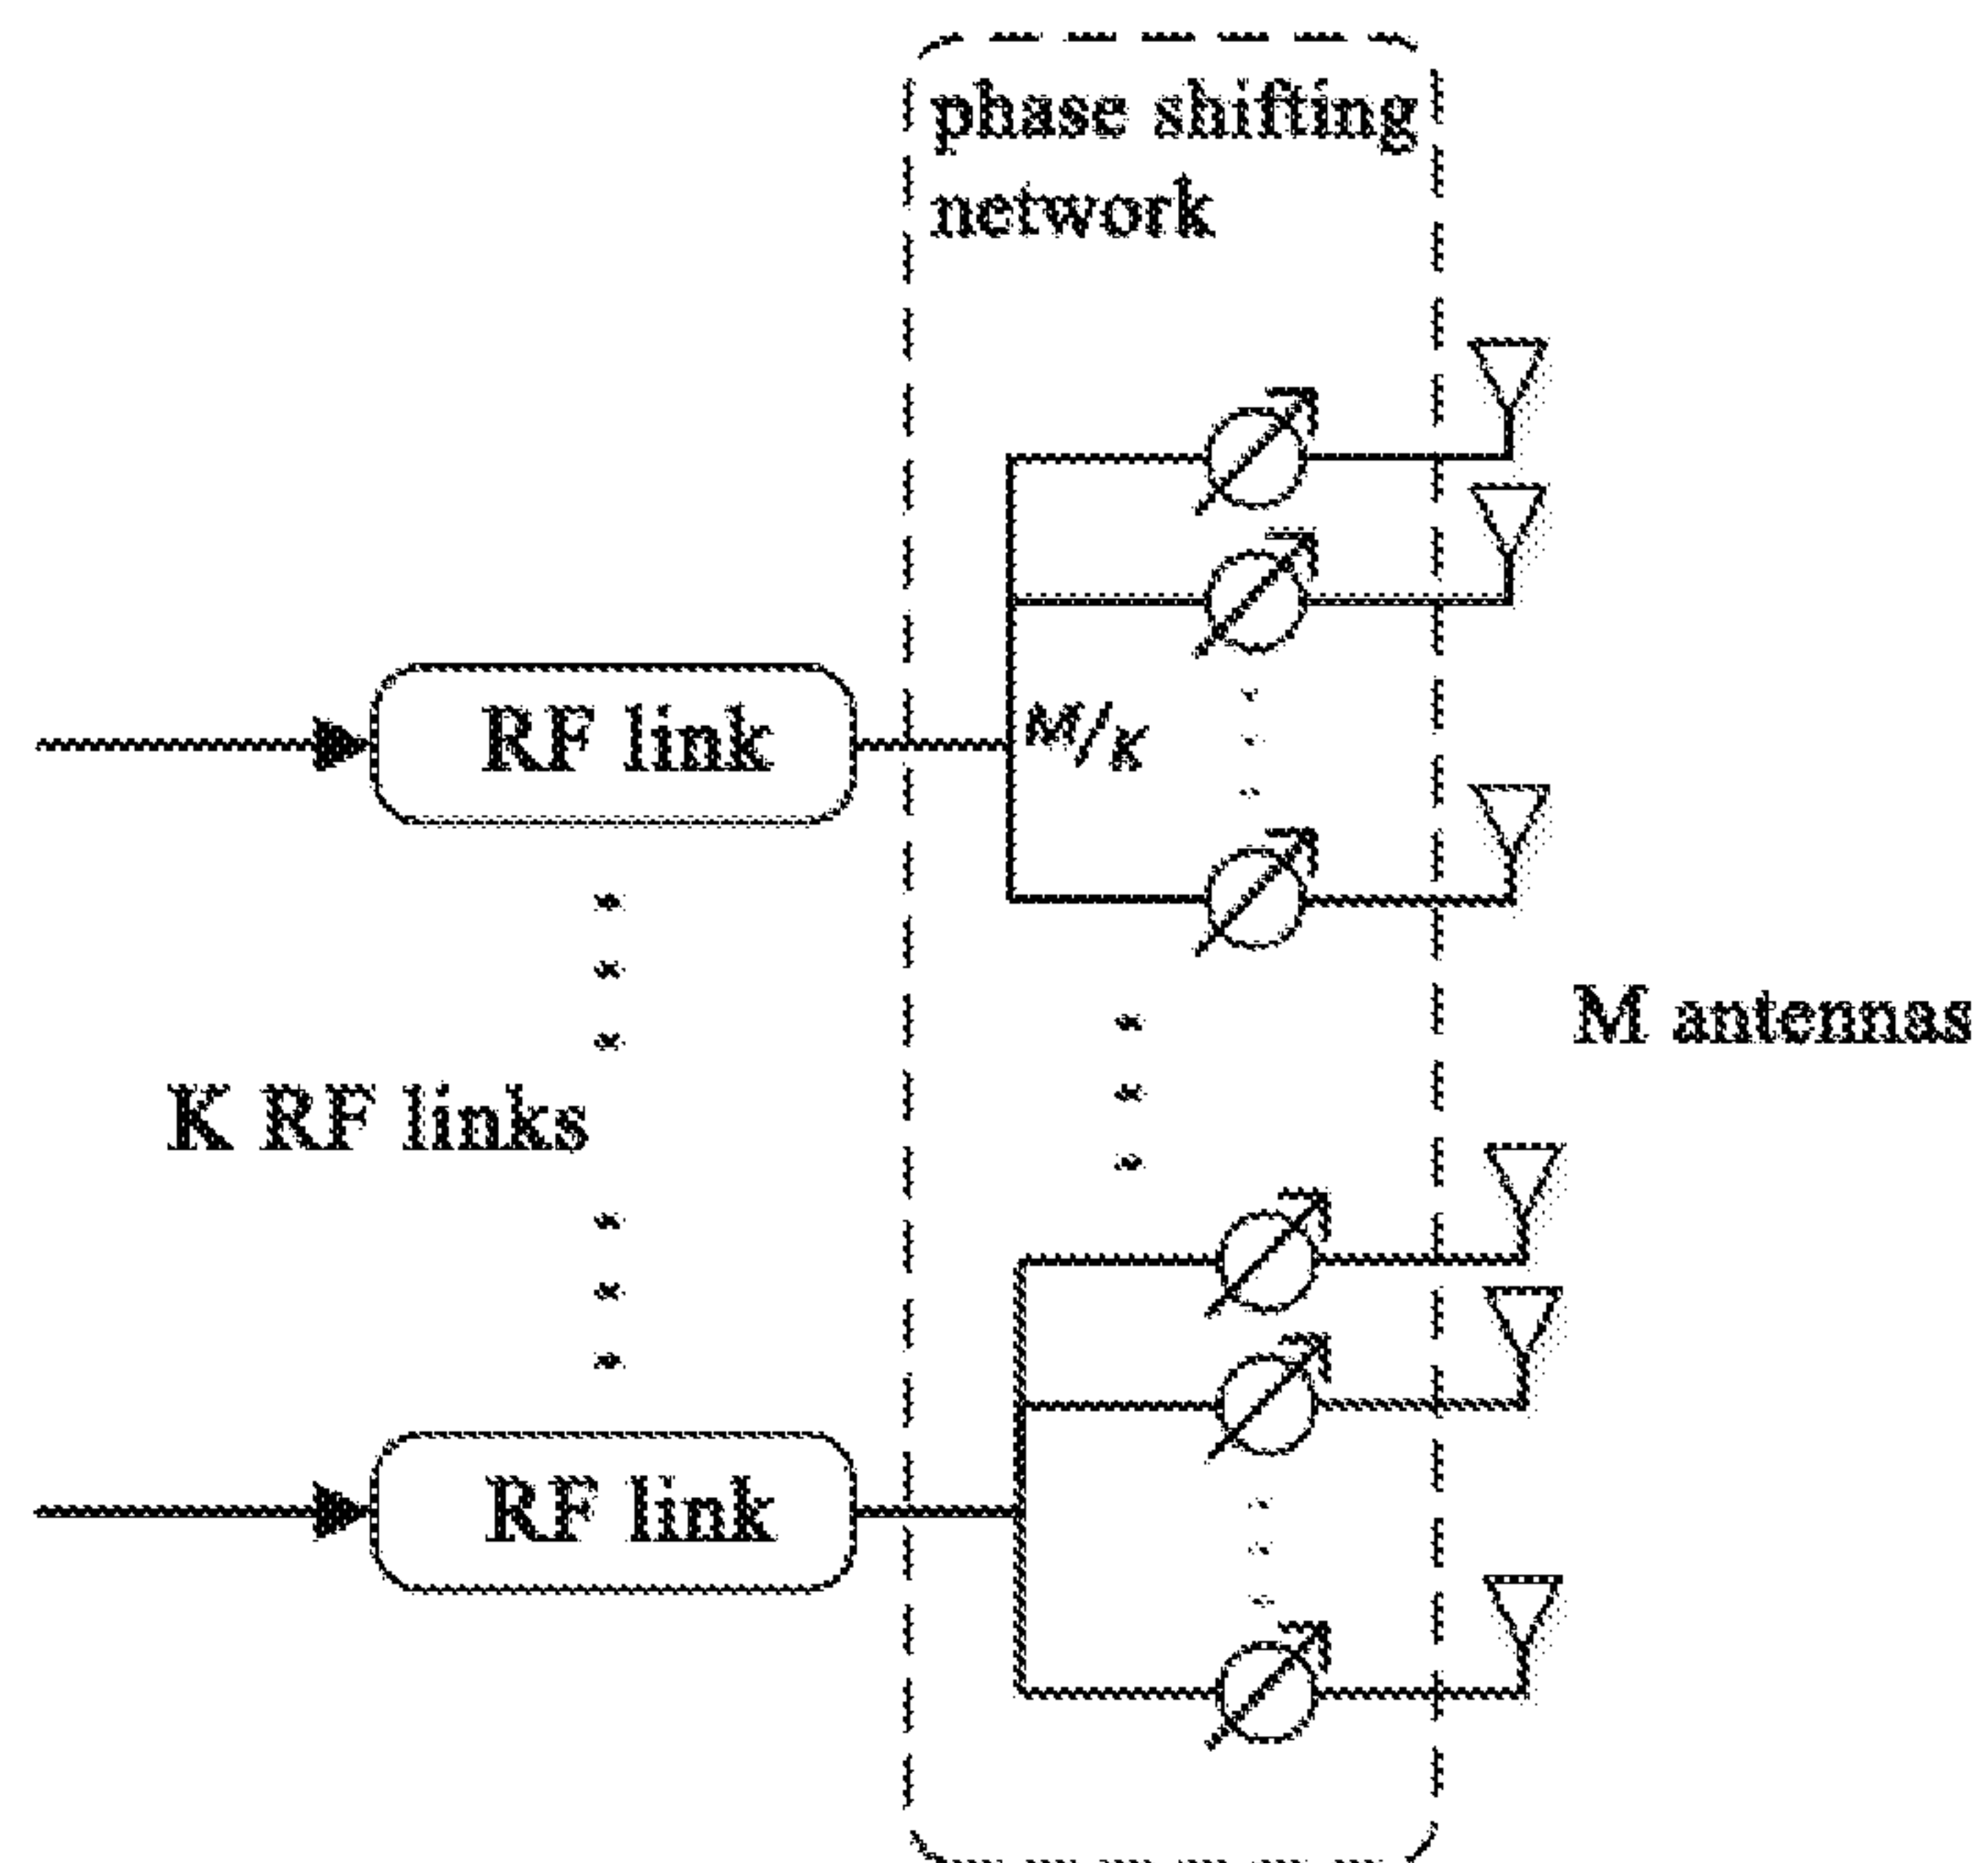 phase shifting
network
RF link
M/K
M antennas
K RF links
RF link